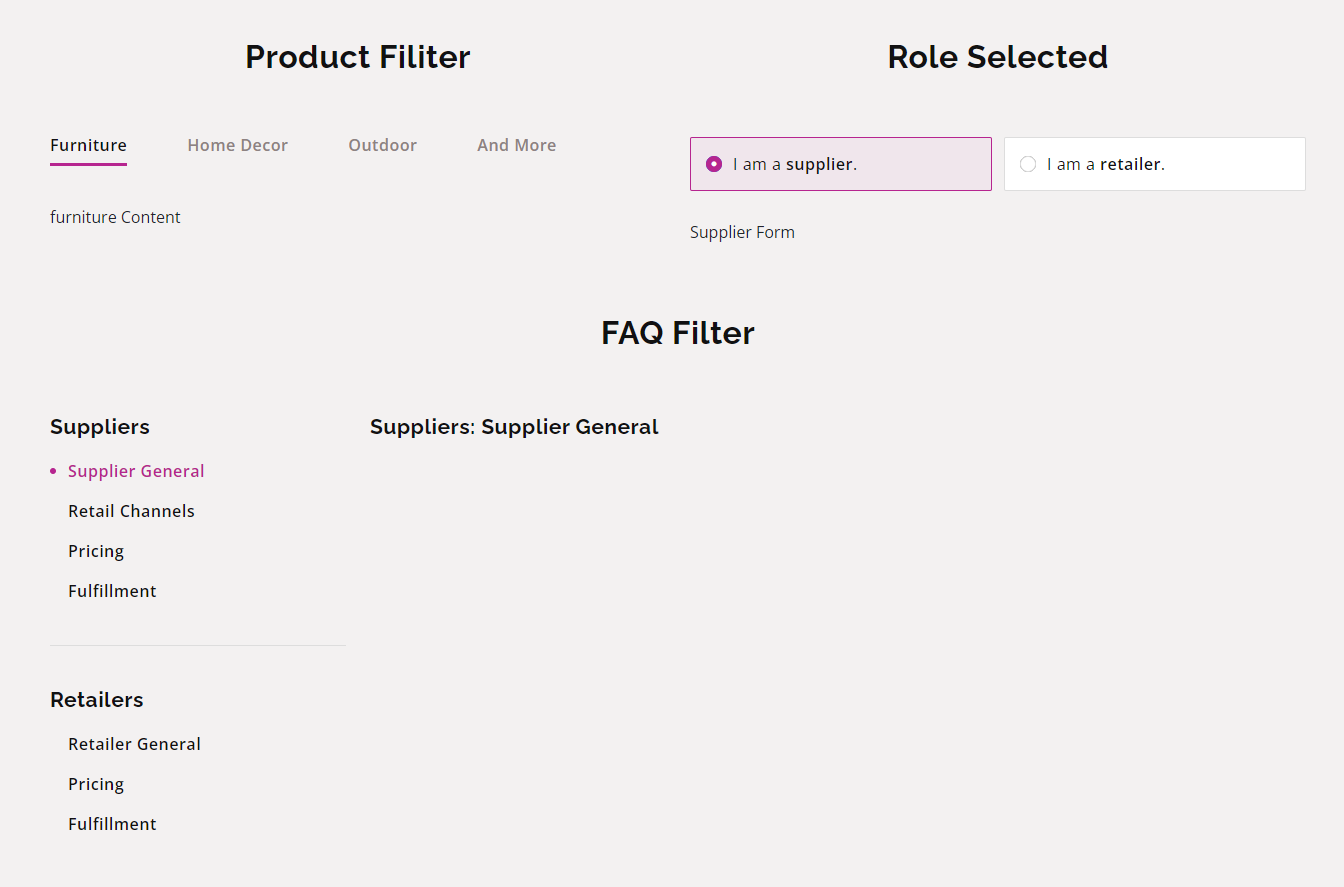 Product Filiter
Furniture
Home Decor
Outdoor
And More
furniture Content
Role Selected
I am a supplier.
I am a retailer.
Supplier Form
FAQ Filter
Suppliers
Supplier General
Retail Channels
Pricing
Fulfillment
Retailers
Retailer General
Pricing
Fulfillment
Suppliers: Supplier General